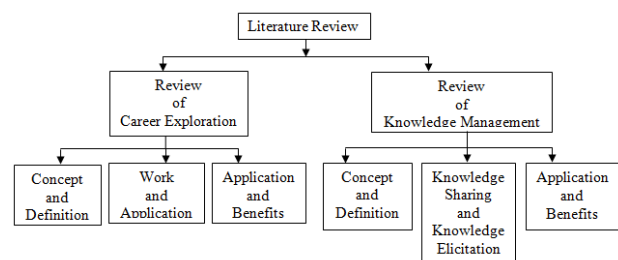 Literature Review
Review
of
Career Exploration
Review
of
Knowledge Management
Concept
and
Definition
Work
and
Application
Application
and
Benefits
Concept
and
Definition
Knowledge
Sharing
and
Knowledge
Elicitation
Application
and
Benefits